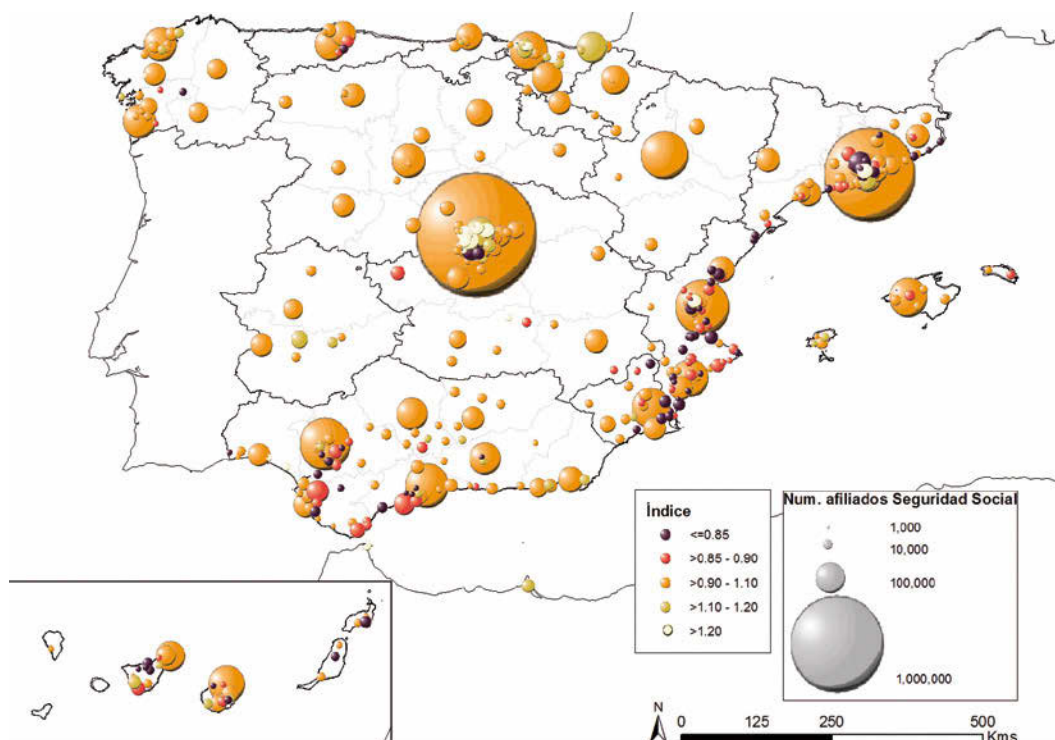 Índice
<=0.85
>0.85 - 0.90
>0.90 - 1.10
>1.10 - 1.20
>1.20
Num. afiliados Seguridad Social
1,000
10,000
100,000
1,000,000
N
0 125 250 500
Kms